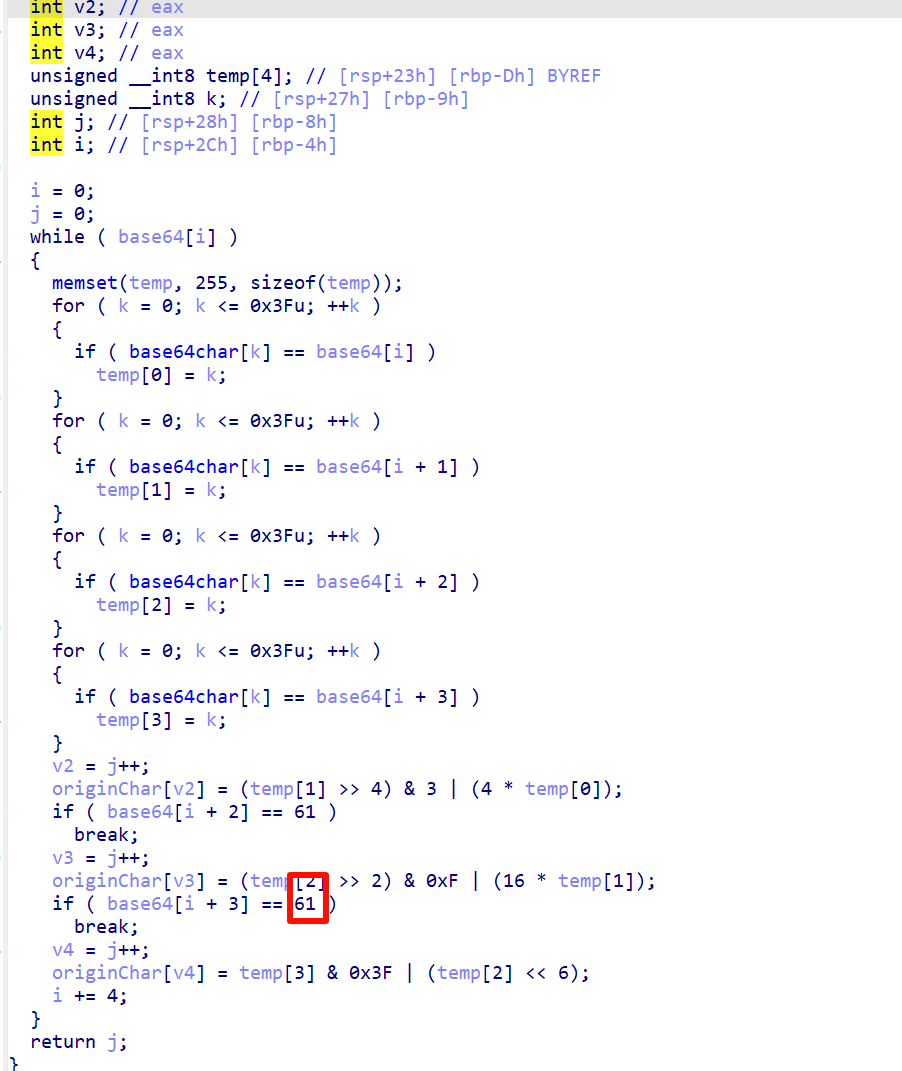 int v2; // eax
int v3; // eax
int v4; // eax
unsigned __int8 temp[4]; // [rsp+23h] [rbp-Dh] BYREF
unsigned __int8 k; // [rsp+27h] [rbp-9h]
int j; // [rsp+28h] [rbp-8h]
int i; // [rsp+2Ch] [rbp-4h]
i = 0;
j = 0;
while ( base64[i] )
{
memset(temp, 255, sizeof(temp));
for ( k = 0; k <= 0x3Fu; ++k )
{
if ( base64char[k] == base64[i] )
temp[0] = k;
}
for ( k = 0; k <= 0x3Fu; ++k )
{
if ( base64char[k] == base64[i + 1] )
temp[1] = k;
}
for ( k = 0; k <= 0x3Fu; ++k )
{
if ( base64char[k] == base64[i + 2] )
temp[2] = k;
}
for ( k = 0; k <= 0x3Fu; ++k )
{
if ( base64char[k] == base64[i + 3] )
temp[3] = k;
}
v2 = j++;
originChar[v2] = (temp[1] >> 4) & 3 | (4 * temp[0]);
if ( base64[i + 2] == 61 )
break;
v3 = j++;
originChar[v3] = (temp[2] >> 2) & 0xF | (16 * temp[1]);
if ( base64[i + 3] == 61 )
break;
v4 = j++;
originChar[v4] = temp[3] & 0x3F | (temp[2] << 6);
i += 4;
}
return j;
}